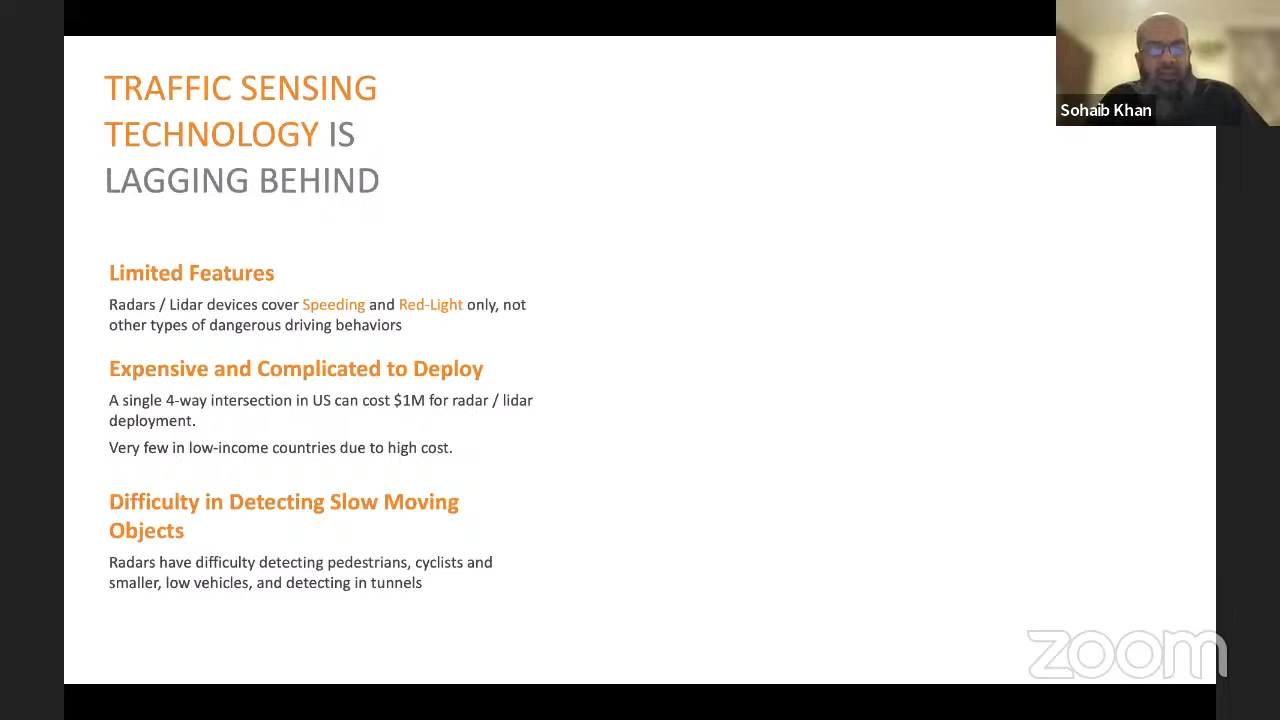 TRAFFIC SENSING
TECHNOLOGY IS
LAGGING BEHIND
Limited Features
Radars / Lidar devices cover Speeding and Red-Light only, not
other types of dangerous driving behaviors
Expensive and Complicated to Deploy
A single 4-way intersection in US can cost $1M for radar / lidar
deployment.
Very few in low-income countries due to high cost.
Difficulty in Detecting Slow Moving
Objects
Radars have difficulty detecting pedestrians, cyclists and
smaller, low vehicles, and detecting in tunnels
Sohaib Khan
zoom